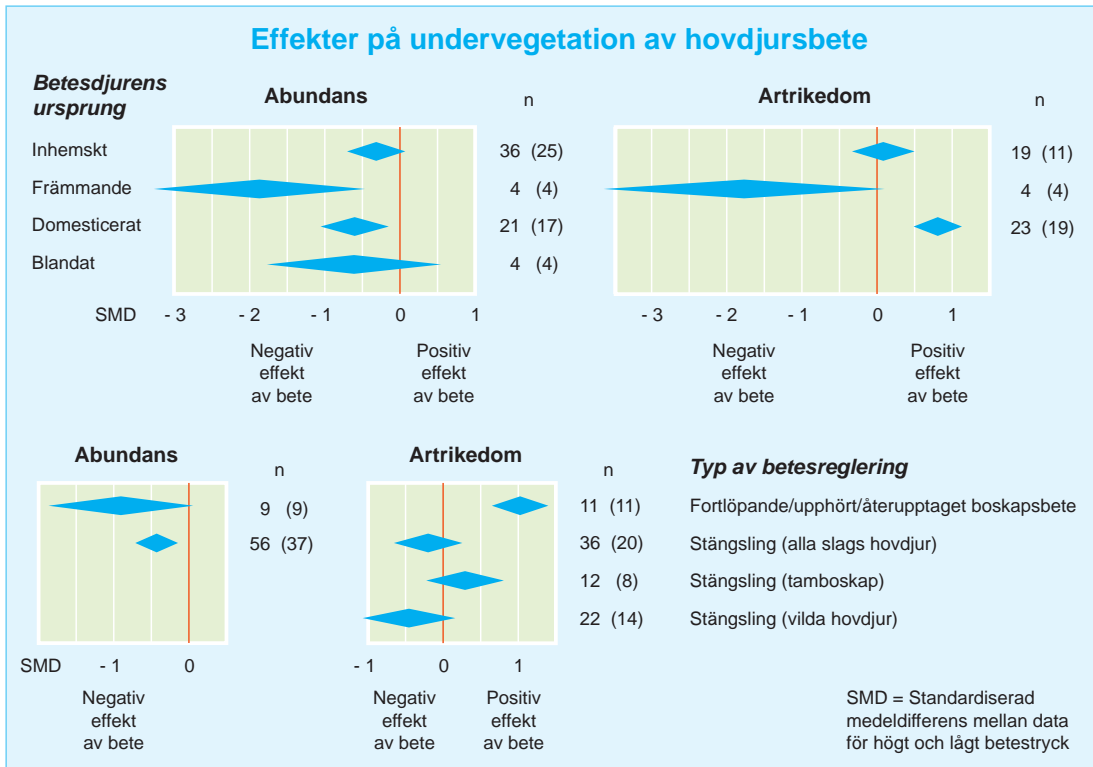 Effekter på undervegetation av hovdjursbete
Betesdjurens
ursprung
Abundans
n
Artrikedom
n
Inhemskt
36 (25)
19 (11)
Främmande
4 (4)
4 (4)
Domesticerat
21 (17)
23 (19)
Blandat
4 (4)
SMD - 3 - 2 - 1 0 1
- 3 - 2 - 1 0 1
Negativ
effekt
av bete
Positiv
effekt
av bete
Negativ
effekt
av bete
Positiv
effekt
av bete
Abundans
n
Artrikedom
n
Typ av betesreglering
9 (9)
11 (11)
Fortlöpande/upphört/återupptaget boskapsbete
56 (37)
36 (20)
Stängsling (alla slags hovdjur)
12 (8)
Stängsling (tamboskap)
22 (14)
Stängsling (vilda hovdjur)
SMD - 1 0
- 1 0 1
Negativ
effekt
av bete
Negativ
effekt
av bete
Positiv
effekt
av bete
SMD = Standardiserad
medeldifferens mellan data
för högt och lågt betestryck